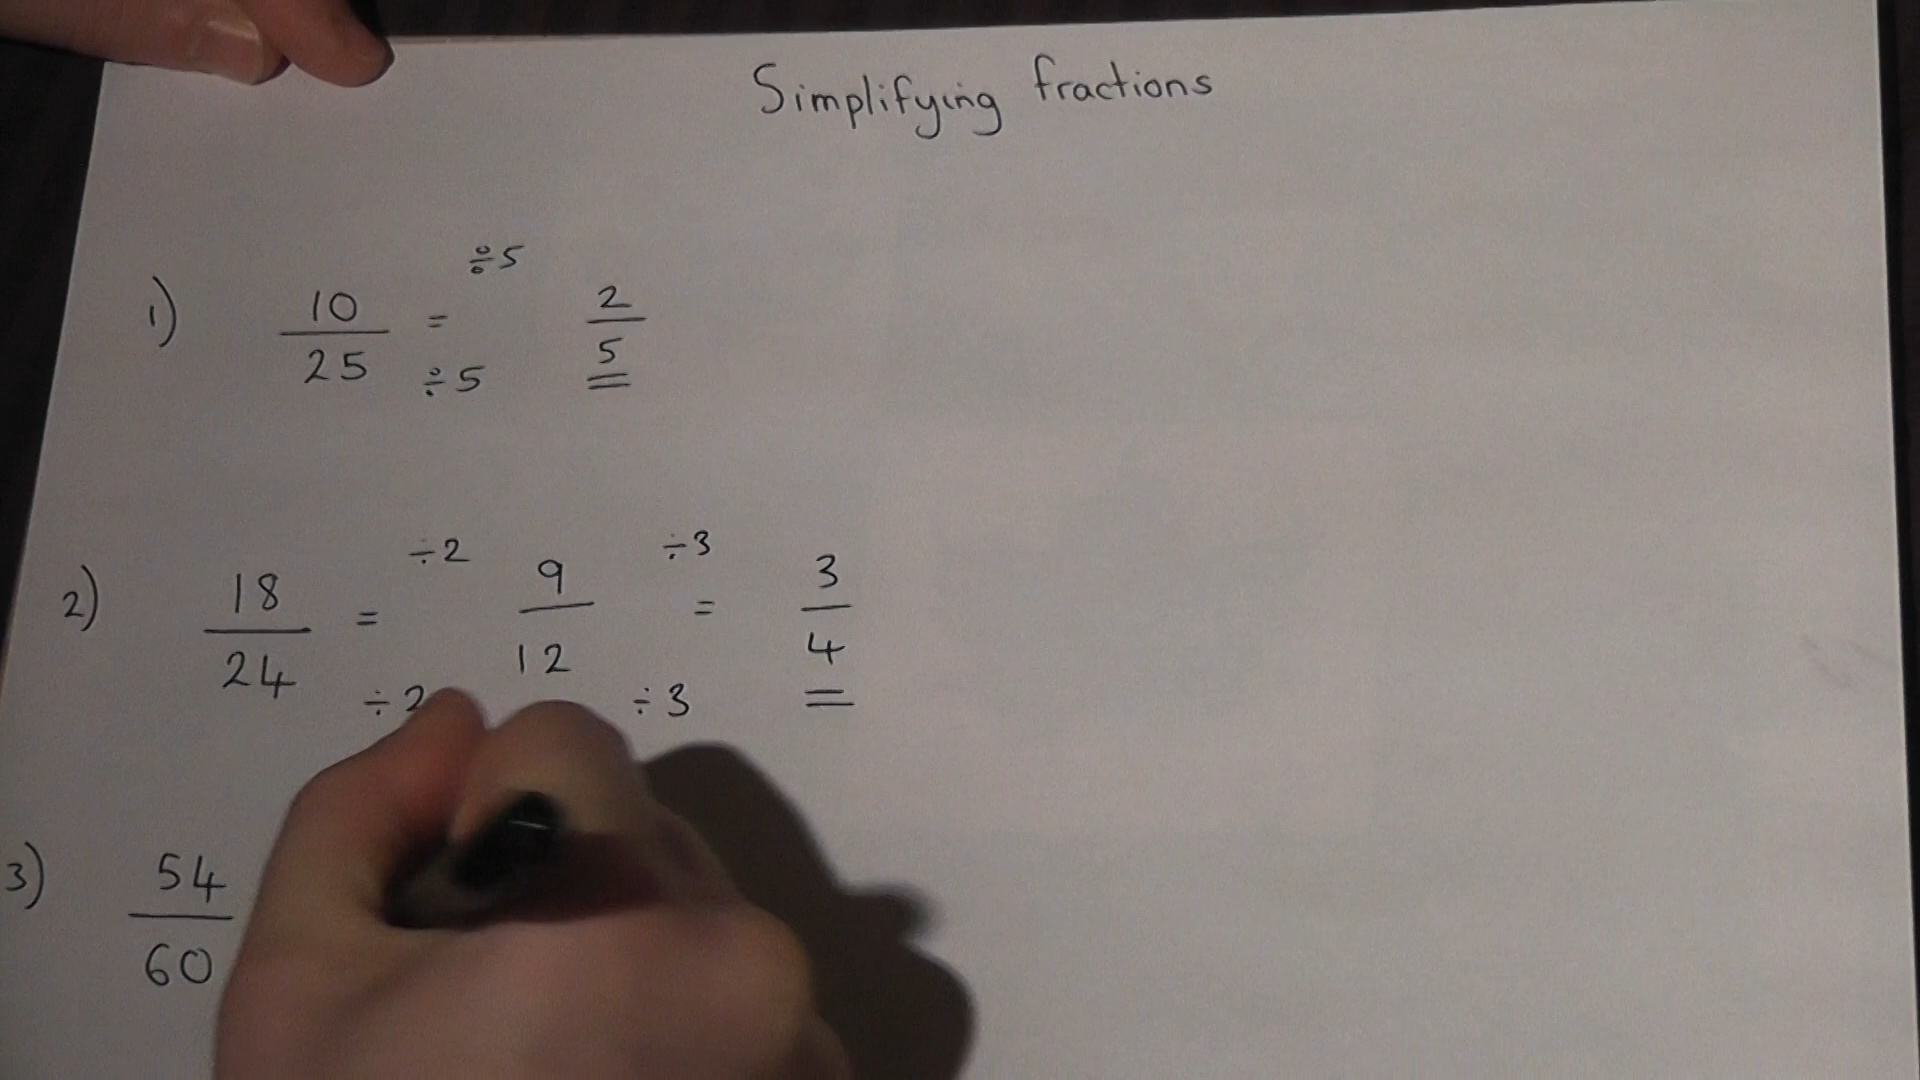 Simplifying fractions
÷5
1) 10/25 = 2/5
÷5
÷2 ÷3
2) 18/24 = 9/12 = 3/4
÷2 ÷3
3) 54/60